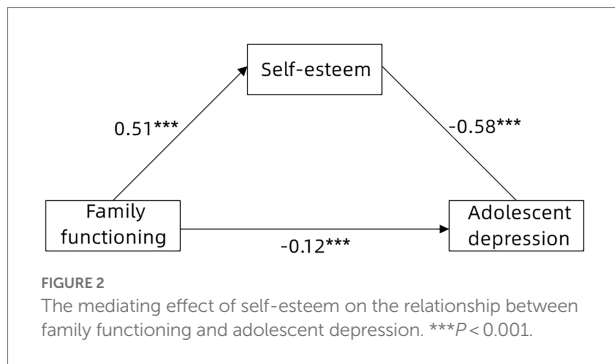 Self-esteem
0.51***
-0.58***
Family
functioning
Adolescent
depression
-0.12***
FIGURE 2
The mediating effect of self-esteem on the relationship between
family functioning and adolescent depression. ***P < 0.001.